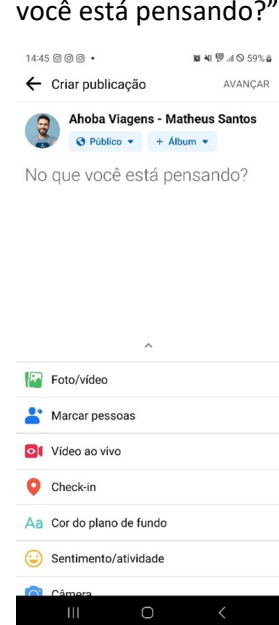 você está pensando?”
14:45 59%
Criar publicação AVANÇAR
Ahoba Viagens - Matheus Santos
Público + Álbum
No que você está pensando?
Foto/vídeo
Marcar pessoas
Vídeo ao vivo
Check-in
Aa Cor do plano de fundo
Sentimento/atividade
Câmera